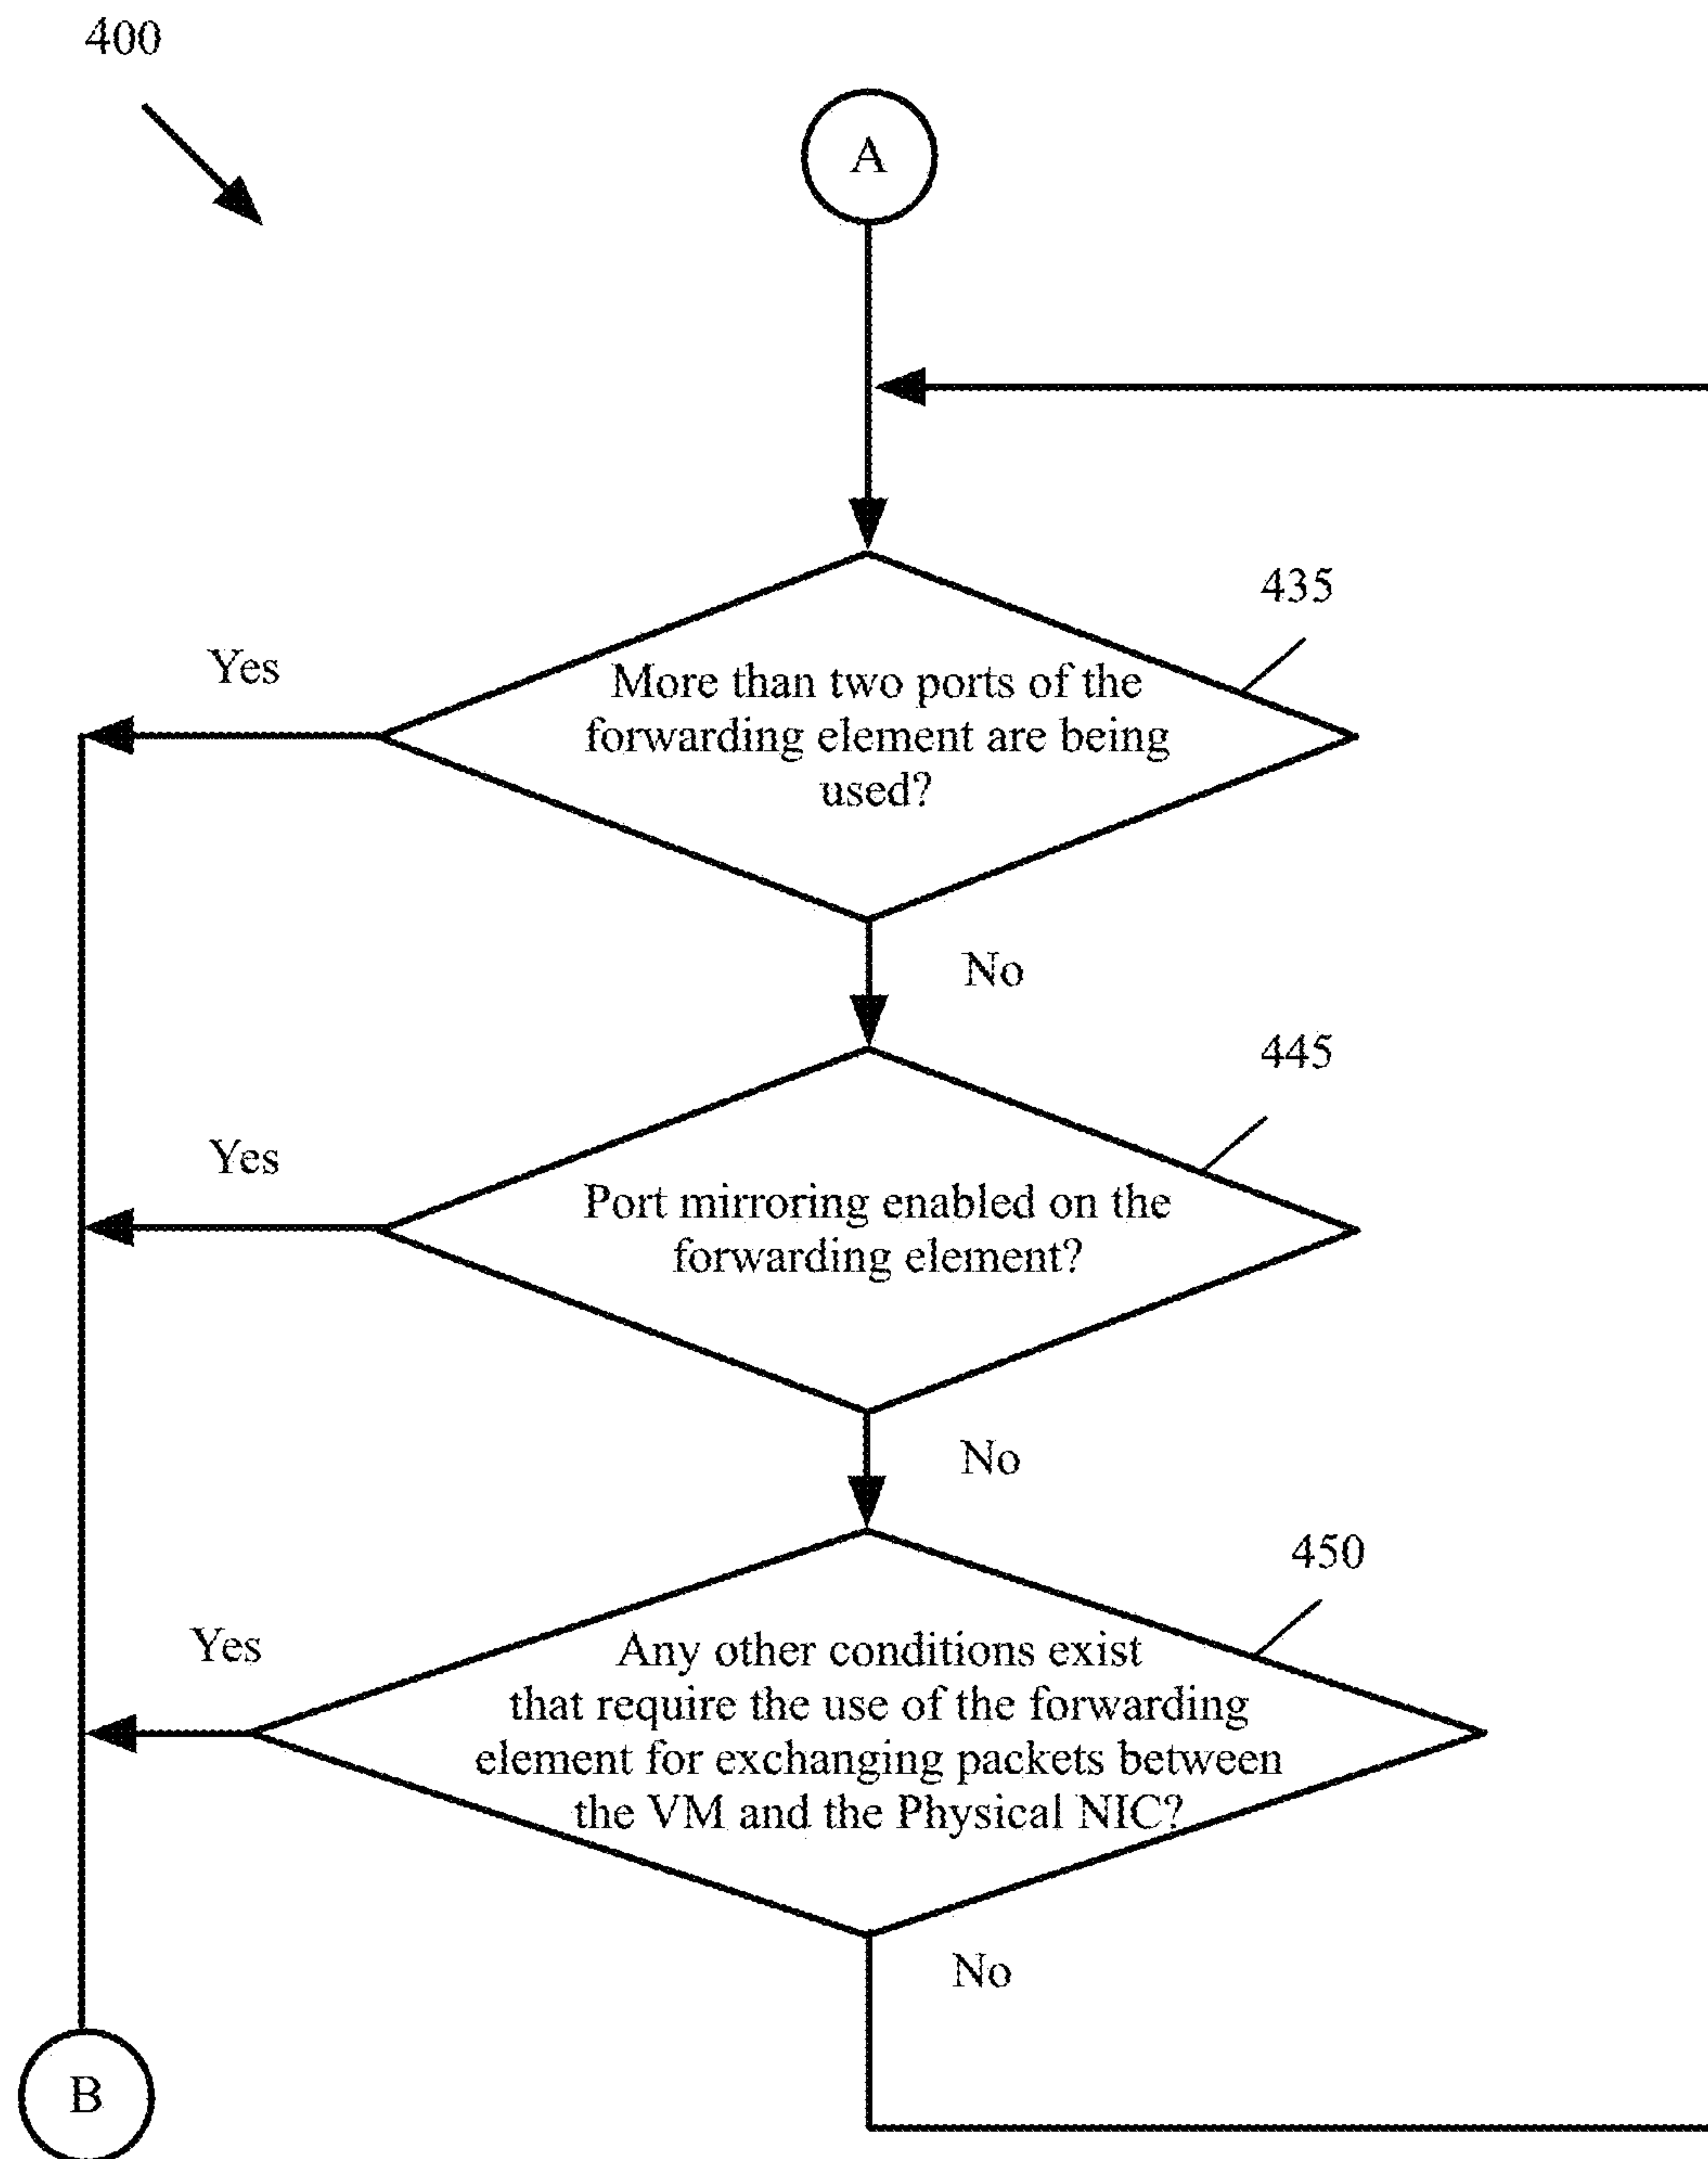 400
A
435
Yes
More than two ports of the
forwarding element are being
used?
No
445
Yes
Port mirroring enabled on the
forwarding element?
No
450
Yes
Any other conditions exist
that require the use of the forwarding
element for exchanging packets between
the VM and the Physical NIC?
No
B